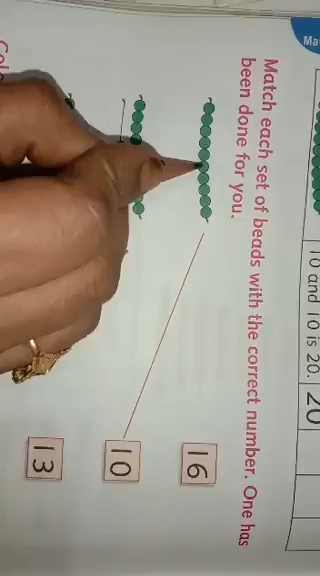 Ma
10 and 10 is 20. 20
Match each set of beads with the correct number. One has
been done for you.
16
10
13